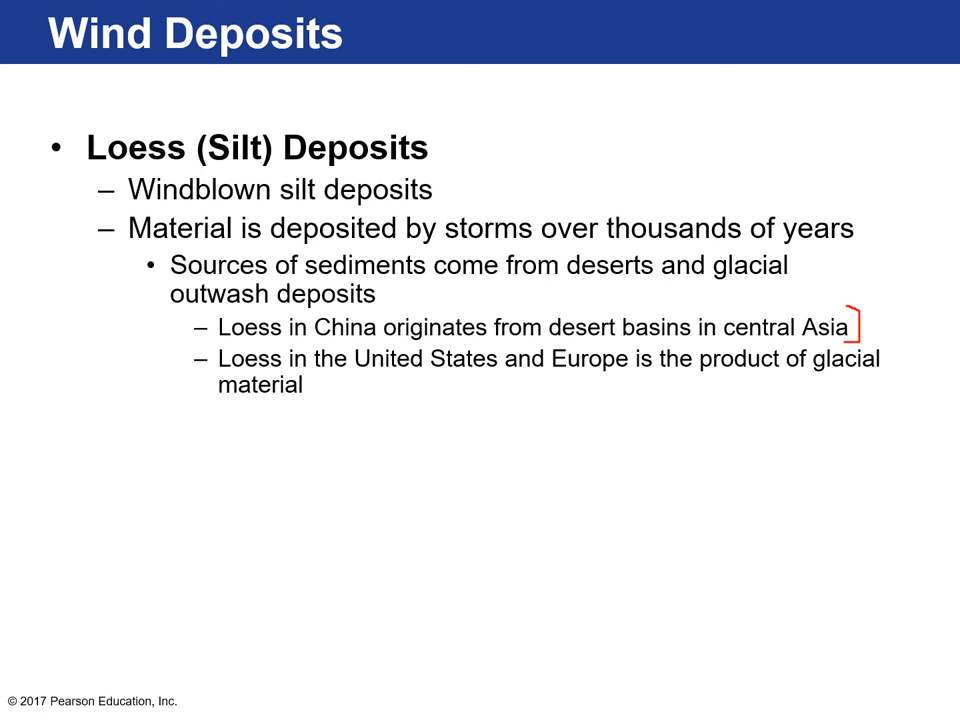 Wind Deposits
• Loess (Silt) Deposits
– Windblown silt deposits
– Material is deposited by storms over thousands of years
• Sources of sediments come from deserts and glacial
outwash deposits
– Loess in China originates from desert basins in central Asia
– Loess in the United States and Europe is the product of glacial
material
© 2017 Pearson Education, Inc.